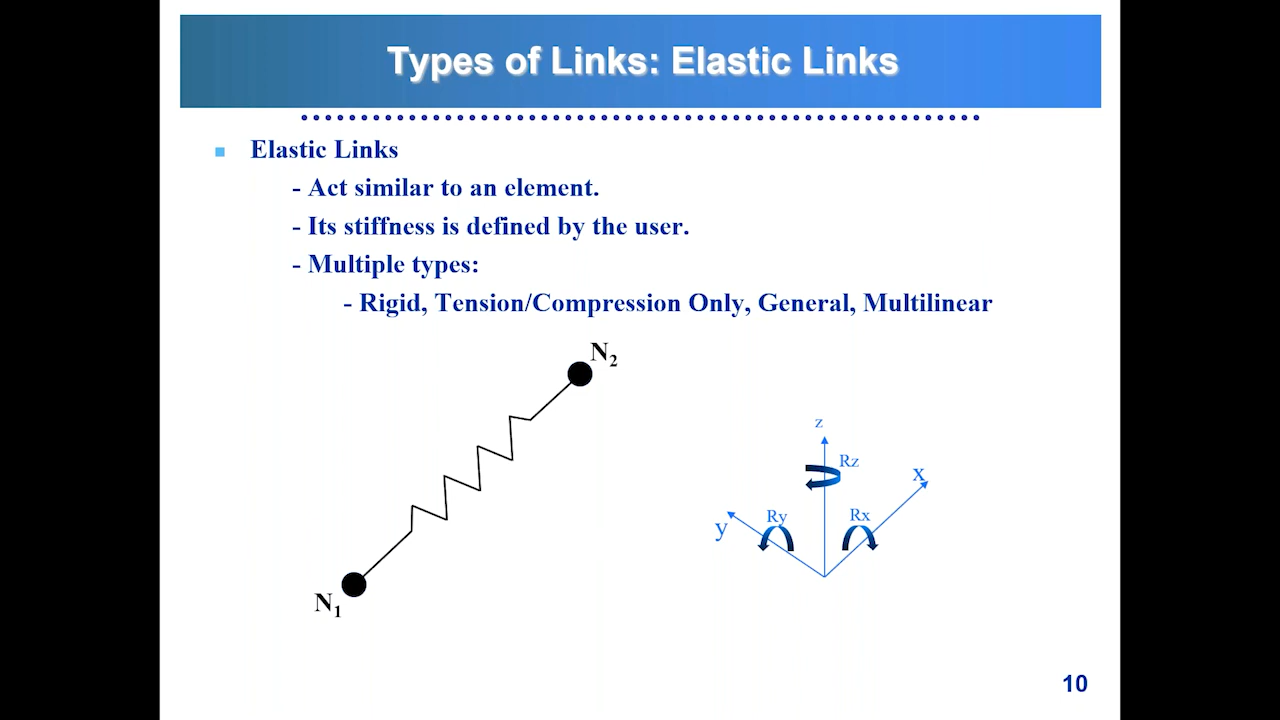 Types of Links: Elastic Links
Elastic Links
- Act similar to an element.
- Its stiffness is defined by the user.
- Multiple types:
- Rigid, Tension/Compression Only, General, Multilinear
N2
z
Rz
x
Ry
Rx
y
N1
10